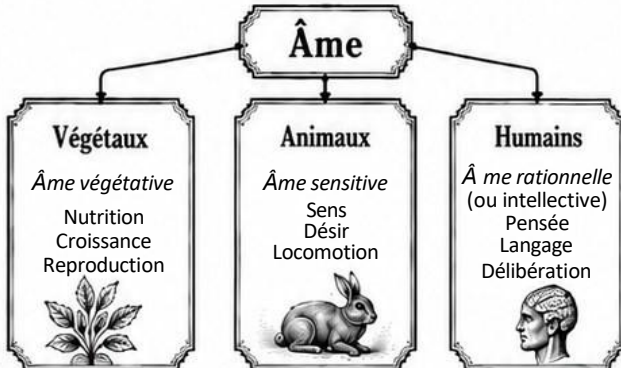 Âme
Végétaux
Âme végétative
Nutrition
Croissance
Reproduction
Animaux
Âme sensitive
Sens
Désir
Locomotion
Humains
 me rationnelle
(ou intellective)
Pensée
Langage
Délibération